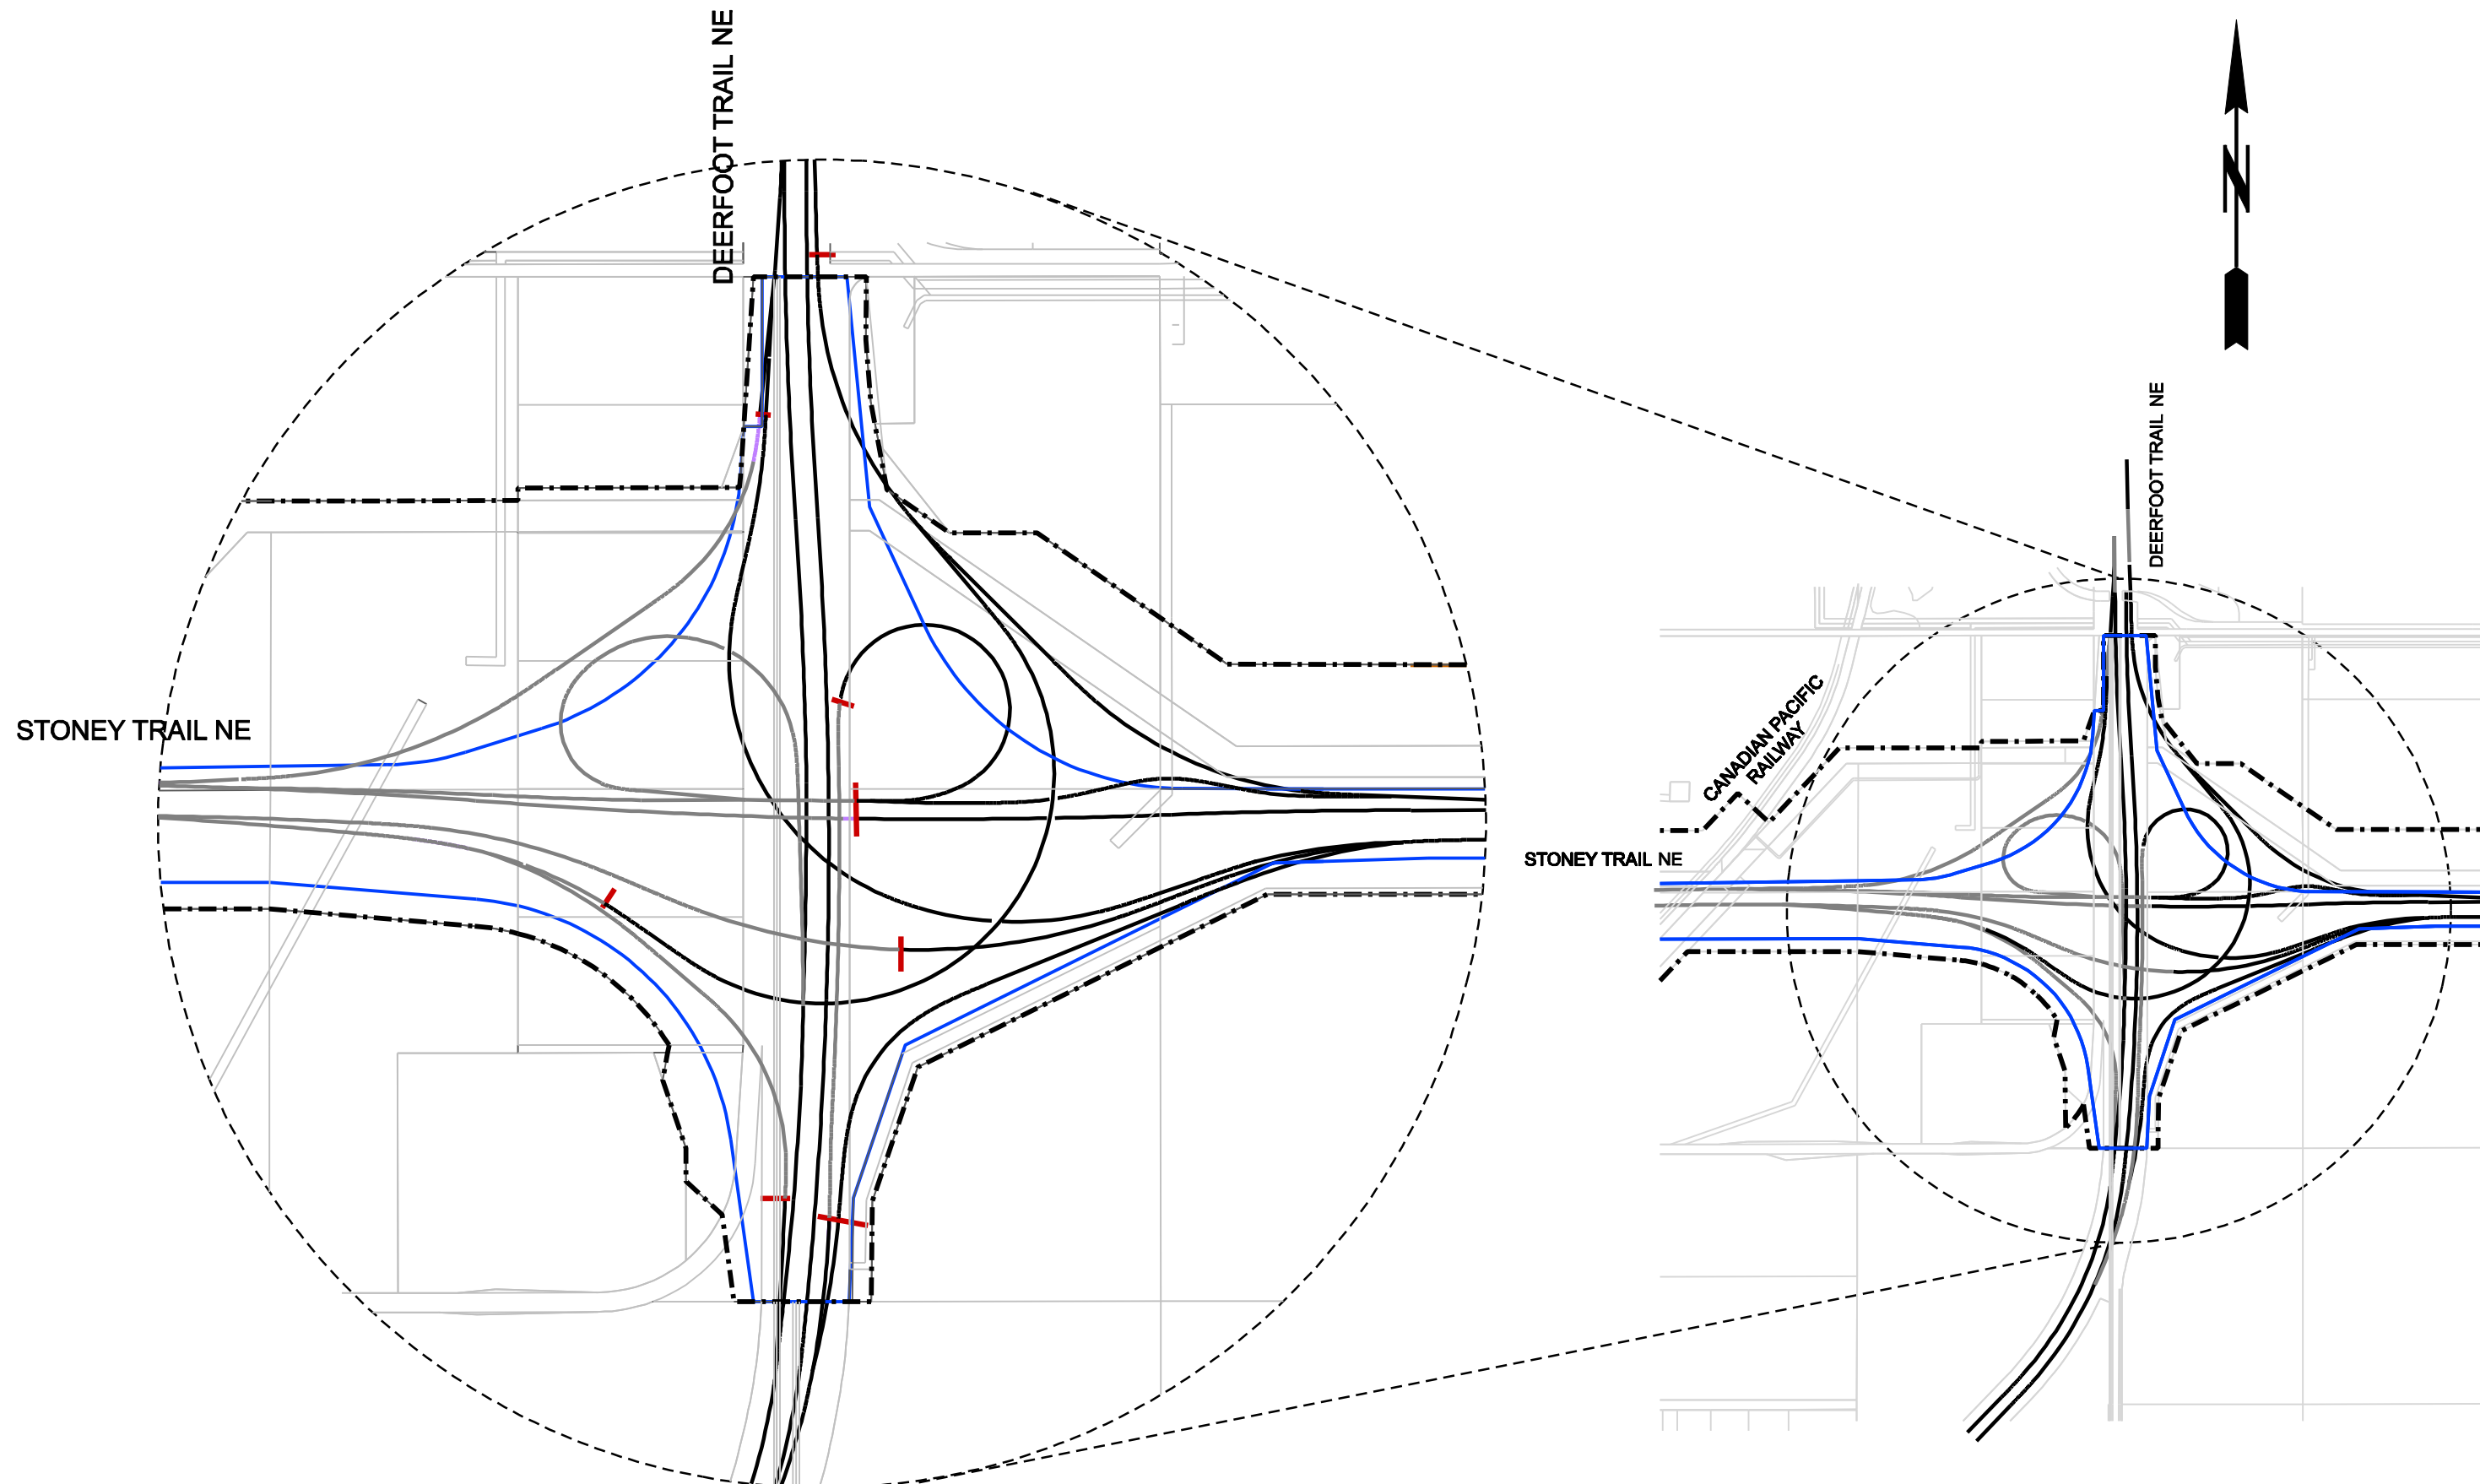 DEERFOOT TRAIL NE
N
DEERFOOT TRAIL NE
STONEY TRAIL NE
CANADIAN PACIFIC
RAILWAY
STONEY TRAIL NE